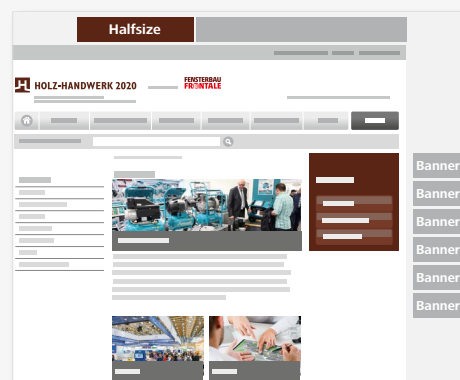 Halfsize
HOLZ-HANDWERK 2020
FENSTERBAU
FRONTALE
Banner
Banner
Banner
Banner
Banner
Banner